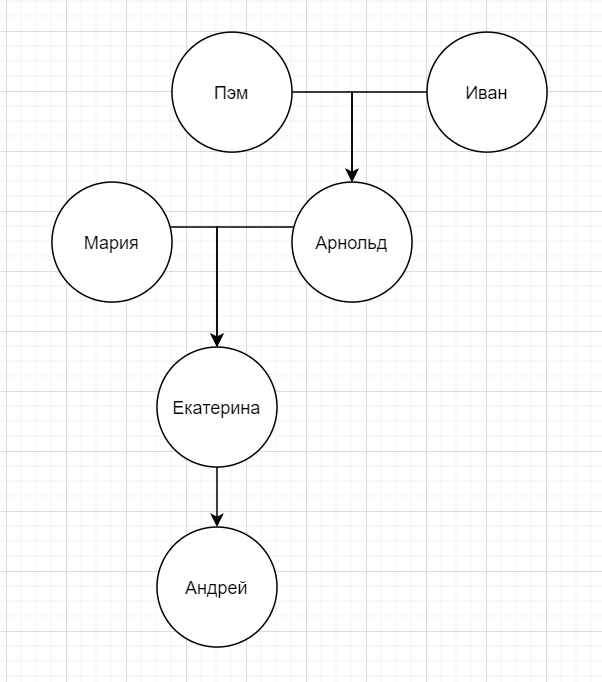 Пэм
Иван
Мария
Арнольд
Екатерина
Андрей